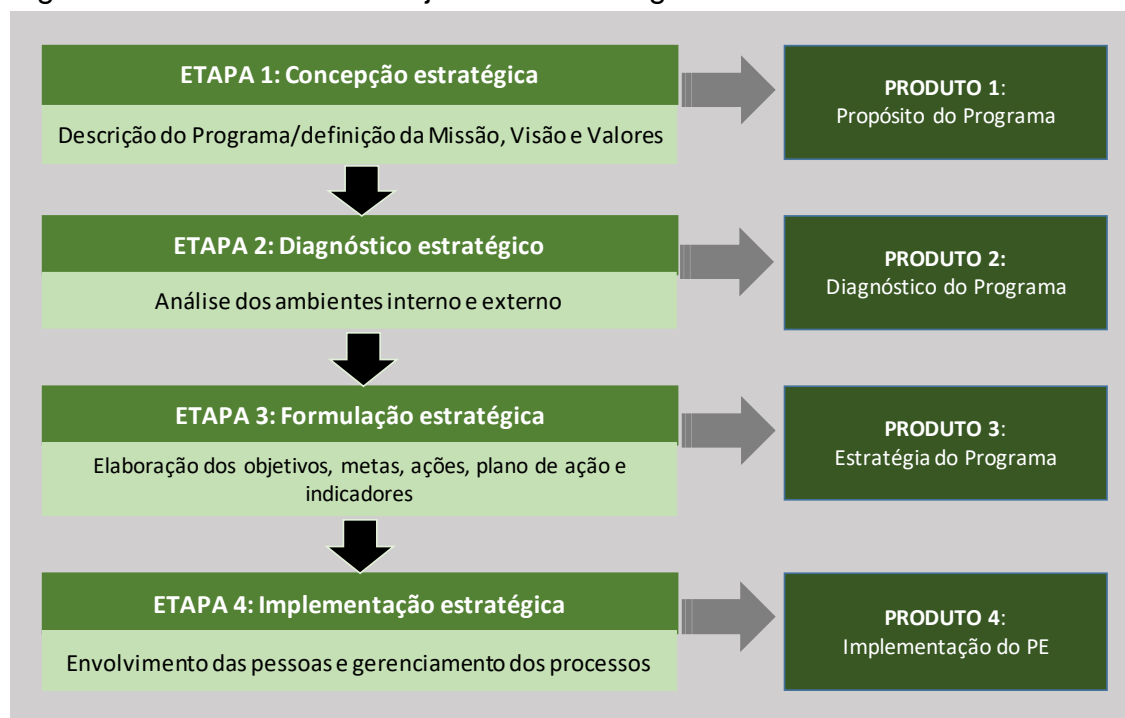 ETAPA 1: Concepção estratégica
Descrição do Programa/definição da Missão, Visão e Valores
PRODUTO 1:
Propósito do Programa
ETAPA 2: Diagnóstico estratégico
Análise dos ambientes interno e externo
PRODUTO 2:
Diagnóstico do Programa
ETAPA 3: Formulação estratégica
Elaboração dos objetivos, metas, ações, plano de ação e
indicadores
PRODUTO 3:
Estratégia do Programa
ETAPA 4: Implementação estratégica
Envolvimento das pessoas e gerenciamento dos processos
PRODUTO 4:
Implementação do PE